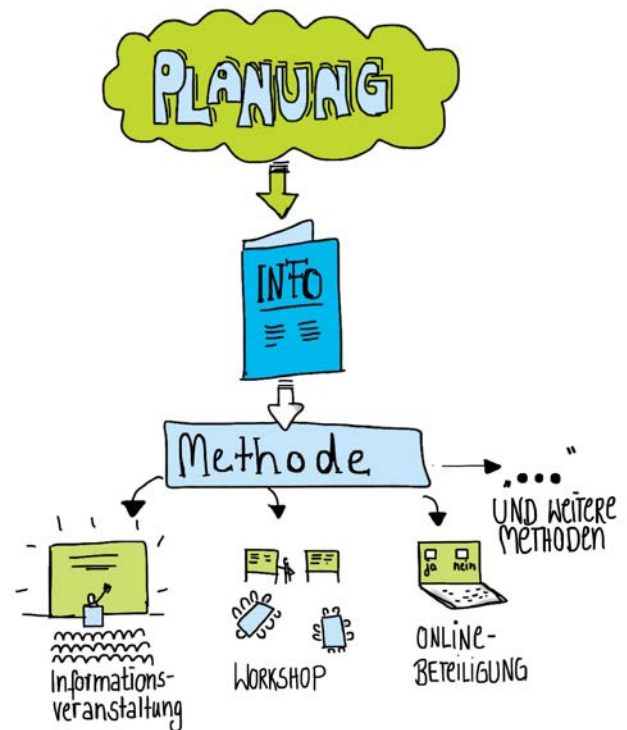 PLANUNG
INFO
Methode
„...."
UND WEITERE
METHODEN
ja nein
Informations-
veranstaltung
WORKSHOP
ONLINE-
BETEILIGUNG